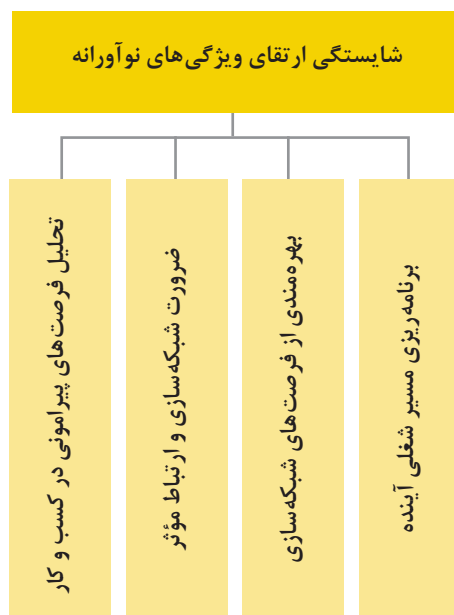 شایستگی ارتقای ویژگی‌های نوآورانه
برنامه‌ریزی مسیر شغلی آینده
بهره‌مندی از فرصت‌های شبکه‌سازی
ضرورت شبکه‌سازی و ارتباط مؤثر
تحلیل فرصت‌های پیرامونی در کسب و کار